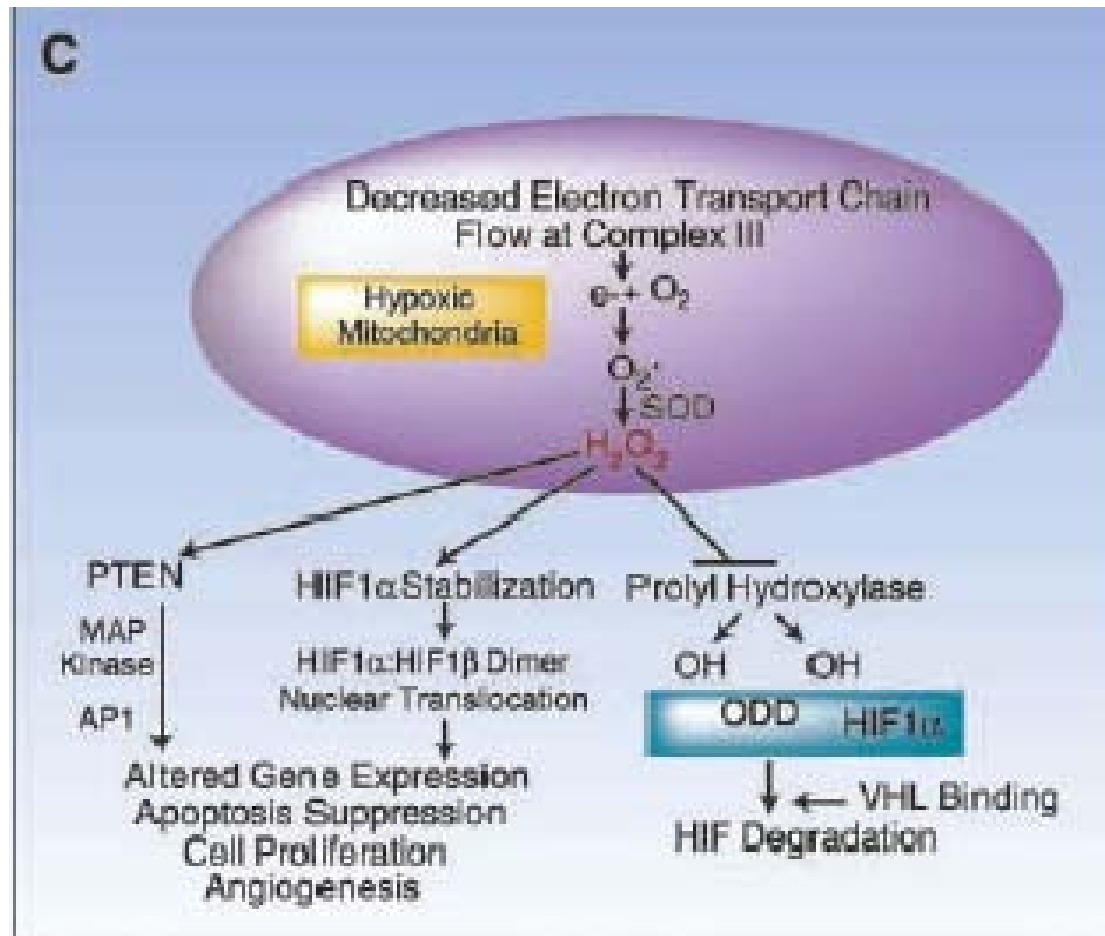 C
Decreased Electron Transport Chain
Flow at Complex III
Hypoxic
Mitochondria
e-+ O₂
O₂·
SOD
H₂O₂
PTEN
MAP
Kinase
AP1
HIF1α Stabilization
HIF1α:HIF1β Dimer
Nuclear Translocation
Altered Gene Expression
Apoptosis Suppression
Cell Proliferation
Angiogenesis
Prolyl Hydroxylase
OH OH
ODD HIF1α
VHL Binding
HIF Degradation